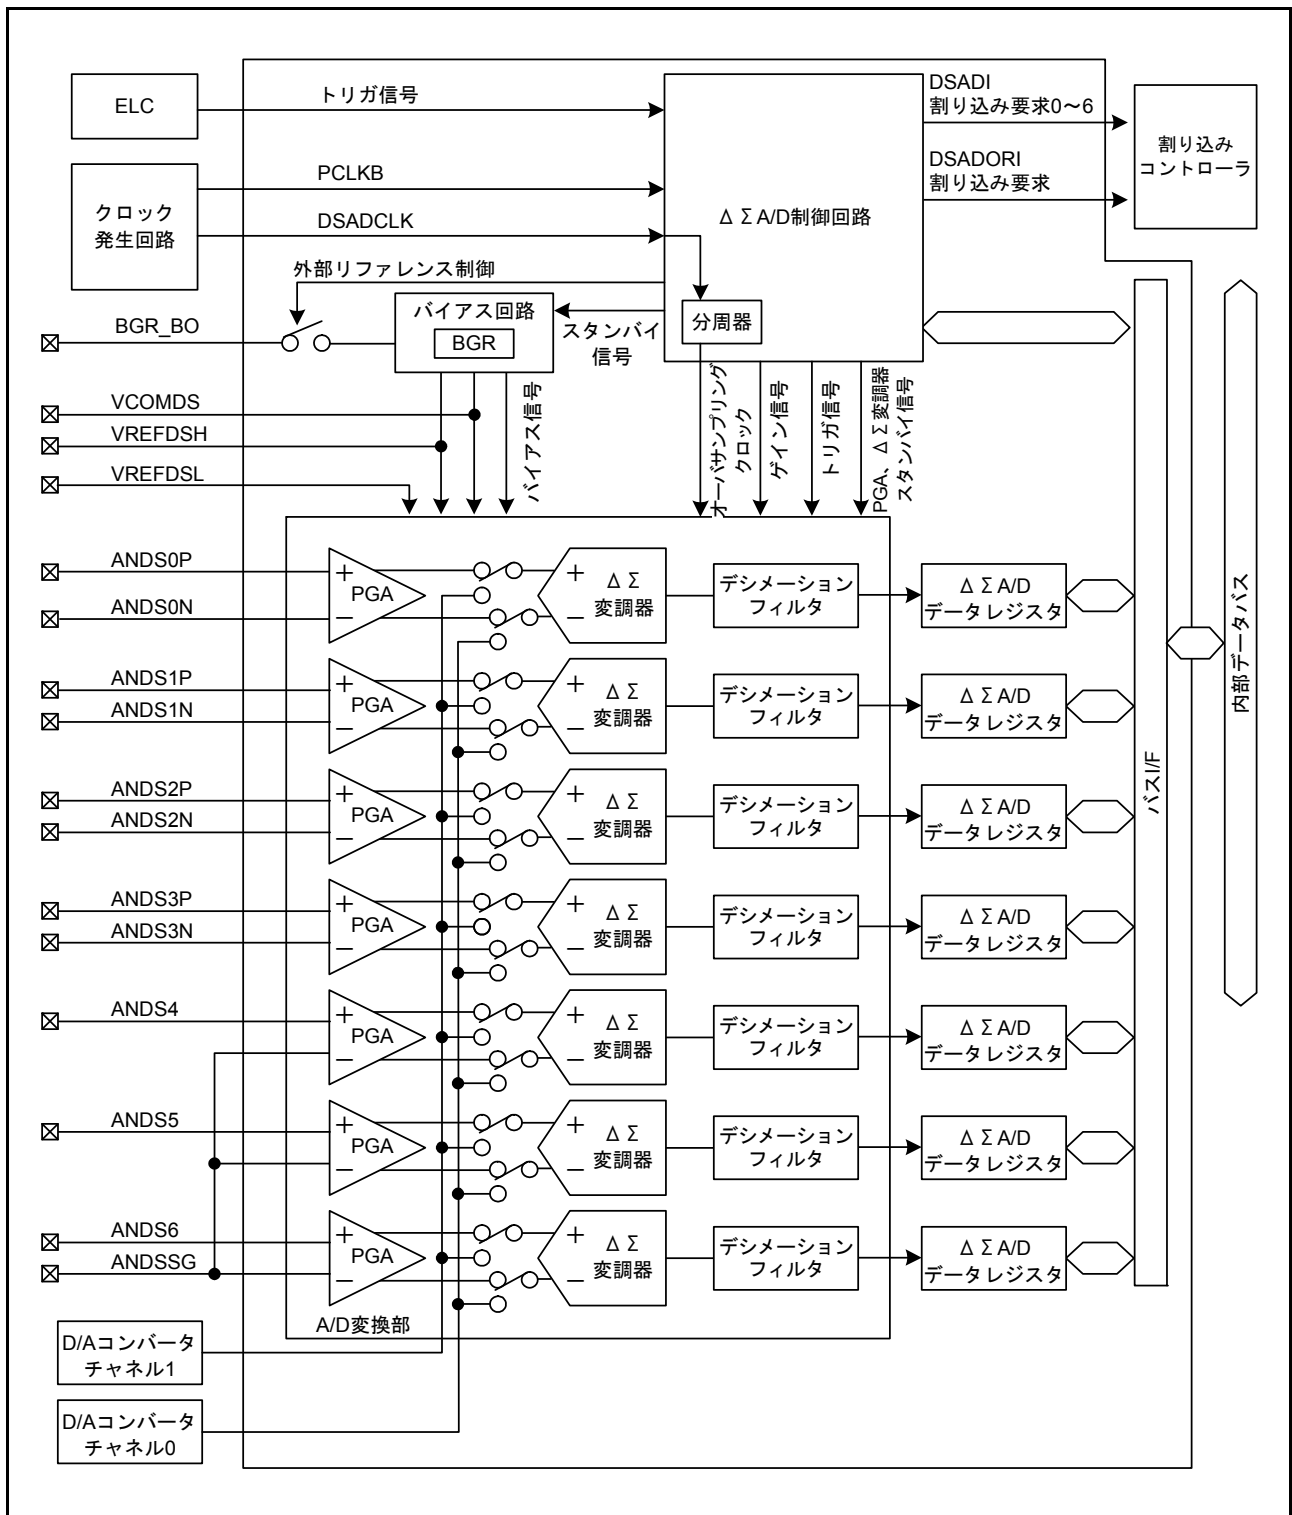 ELC
トリガ信号
DSADI
割り込み要求0～6
割り込み
コントローラ
クロック
発生回路
PCLKB
DSADCLK
ΔΣA/D制御回路
DSADORI
割り込み要求
外部リファレンス制御
BGR_BO
バイアス回路
BGR
スタンバイ
信号
分周器
VCOMDS
VREFDSH
VREFDSL
バイアス信号
オーバサンプリング
クロック
ゲイン信号
トリガ信号
PGA、ΔΣ変調器
スタンバイ信号
ANDS0P
ANDS0N
+
−
PGA
+
−
ΔΣ
変調器
デシメーション
フィルタ
ΔΣA/D
データレジスタ
ANDS1P
ANDS1N
+
−
PGA
+
−
ΔΣ
変調器
デシメーション
フィルタ
ΔΣA/D
データレジスタ
ANDS2P
ANDS2N
+
−
PGA
+
−
ΔΣ
変調器
デシメーション
フィルタ
ΔΣA/D
データレジスタ
ANDS3P
ANDS3N
+
−
PGA
+
−
ΔΣ
変調器
デシメーション
フィルタ
ΔΣA/D
データレジスタ
ANDS4
+
−
PGA
+
−
ΔΣ
変調器
デシメーション
フィルタ
ΔΣA/D
データレジスタ
ANDS5
+
−
PGA
+
−
ΔΣ
変調器
デシメーション
フィルタ
ΔΣA/D
データレジスタ
ANDS6
ANDSSG
+
−
PGA
+
−
ΔΣ
変調器
デシメーション
フィルタ
ΔΣA/D
データレジスタ
バスI/F
内部データバス
A/D変換部
D/Aコンバータ
チャネル1
D/Aコンバータ
チャネル0